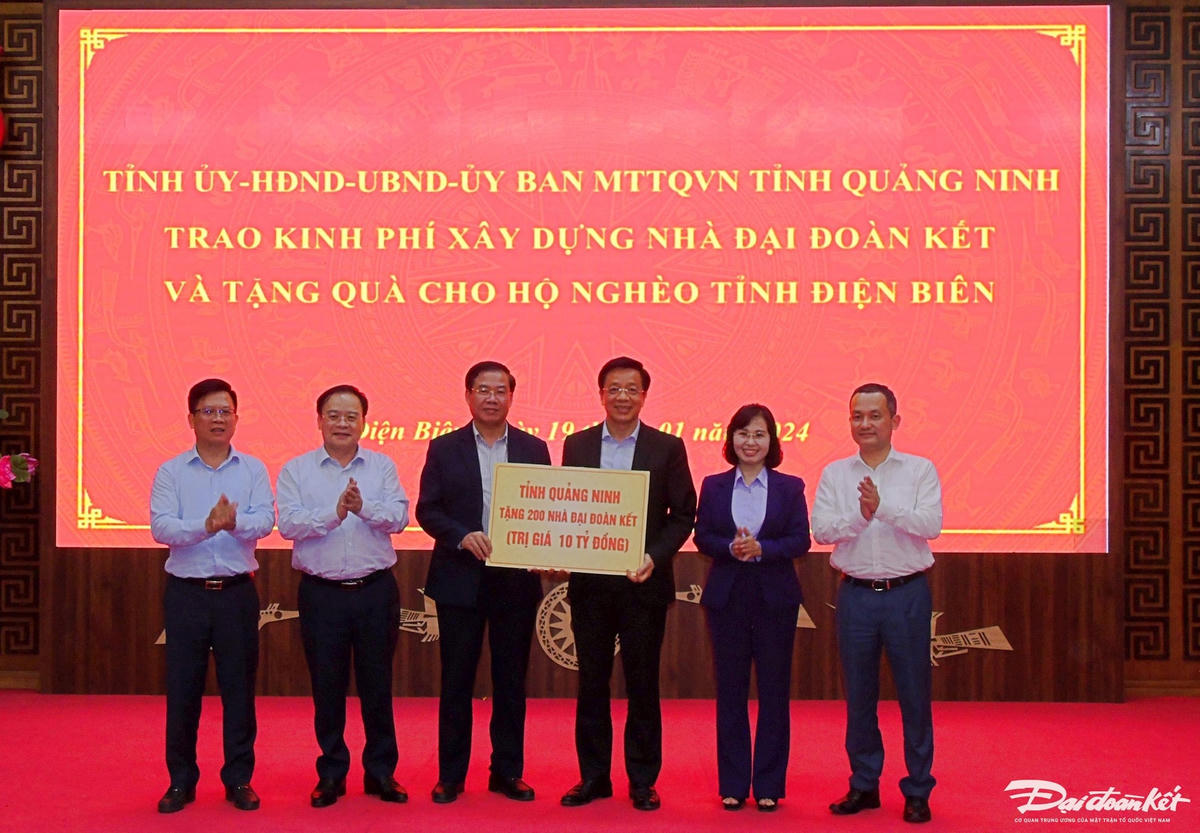 TỈNH ỦY-HĐND-UBND-ỦY BAN MTTQVN TỈNH QUẢNG NINH
TRAO KINH PHÍ XÂY DỰNG NHÀ ĐẠI ĐOÀN KẾT
VÀ TẶNG QUÀ CHO HỘ NGHÈO TỈNH ĐIỆN BIÊN
Điện Biên 19 01 024
TỈNH QUẢNG NINH
TẶNG 200 NHÀ ĐẠI ĐOÀN KẾT
(TRỊ GIÁ 10 TỶ ĐỒNG)
Đại đoàn Kết
CƠ QUAN TRUNG ƯƠNG CỦA MẶT TRẬN TỔ QUỐC VIỆT NAM